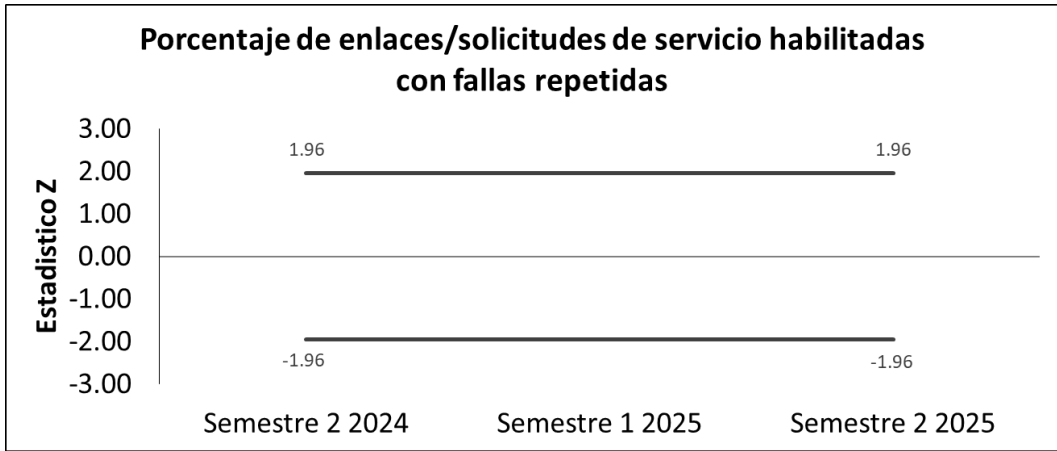 Porcentaje de enlaces/solicitudes de servicio habilitadas
con fallas repetidas
Estadistico Z
3.00
2.00
1.00
0.00
-1.00
-2.00
-3.00
1.96
1.96
-1.96
-1.96
Semestre 2 2024
Semestre 1 2025
Semestre 2 2025